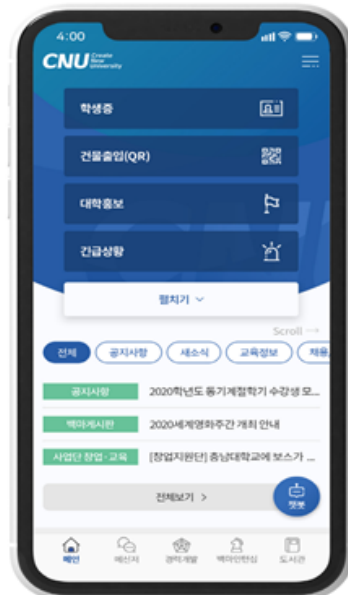 4:00
CNU Create New University
학생증
건물출입(QR)
대학홍보
긴급상황
펼치기
Scroll
전체 공지사항 새소식 교육정보 채용
공지사항 2020학년도 동기계절학기 수강생 모...
백마게시판 2020세계영화주간 개최 안내
사업단 창업·교육 [창업지원단] 충남대학교에 보스가 ...
전체보기 >
챗봇
메인 메신저 경력개발 백마인턴십 도서관